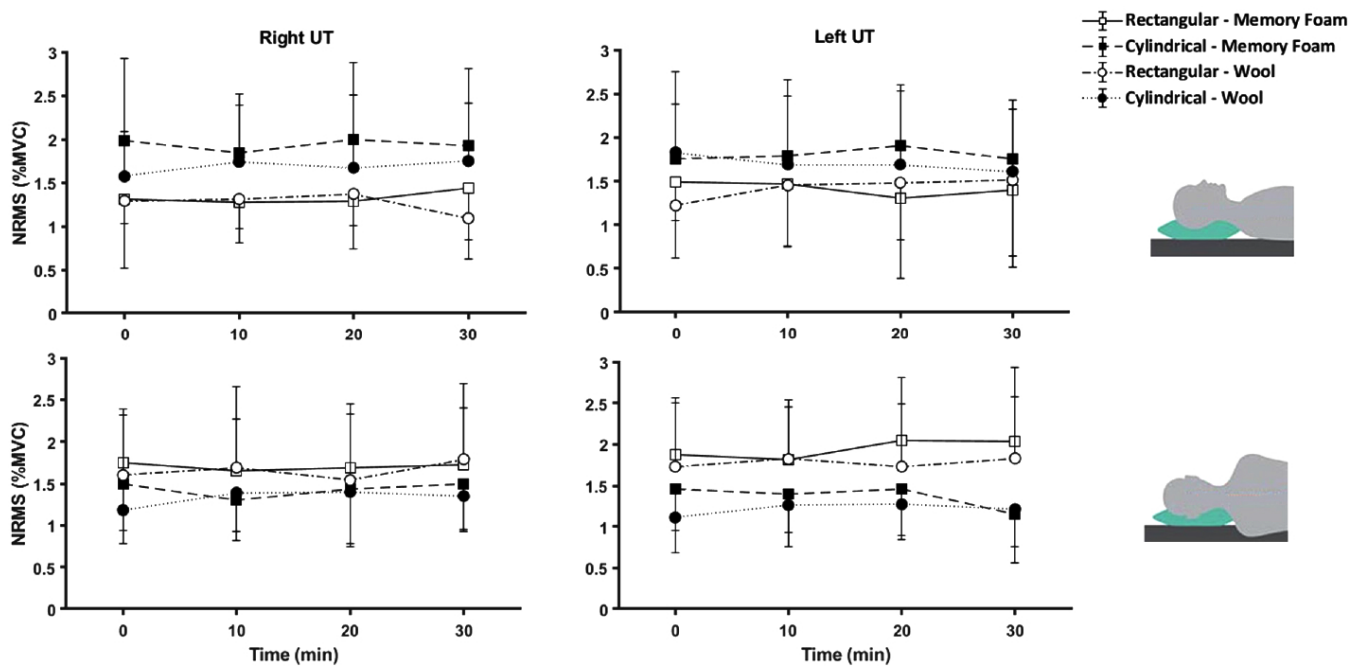 Right UT
Left UT
Rectangular - Memory Foam
Cylindrical - Memory Foam
Rectangular - Wool
Cylindrical - Wool
NRMS (%MVC)
3
2.5
2
1.5
1
0.5
0
0 10 20 30
3
2.5
2
1.5
1
0.5
0
0 10 20 30
NRMS (%MVC)
3
2.5
2
1.5
1
0.5
0
0 10 20 30
Time (min)
3
2.5
2
1.5
1
0.5
0
0 10 20 30
Time (min)